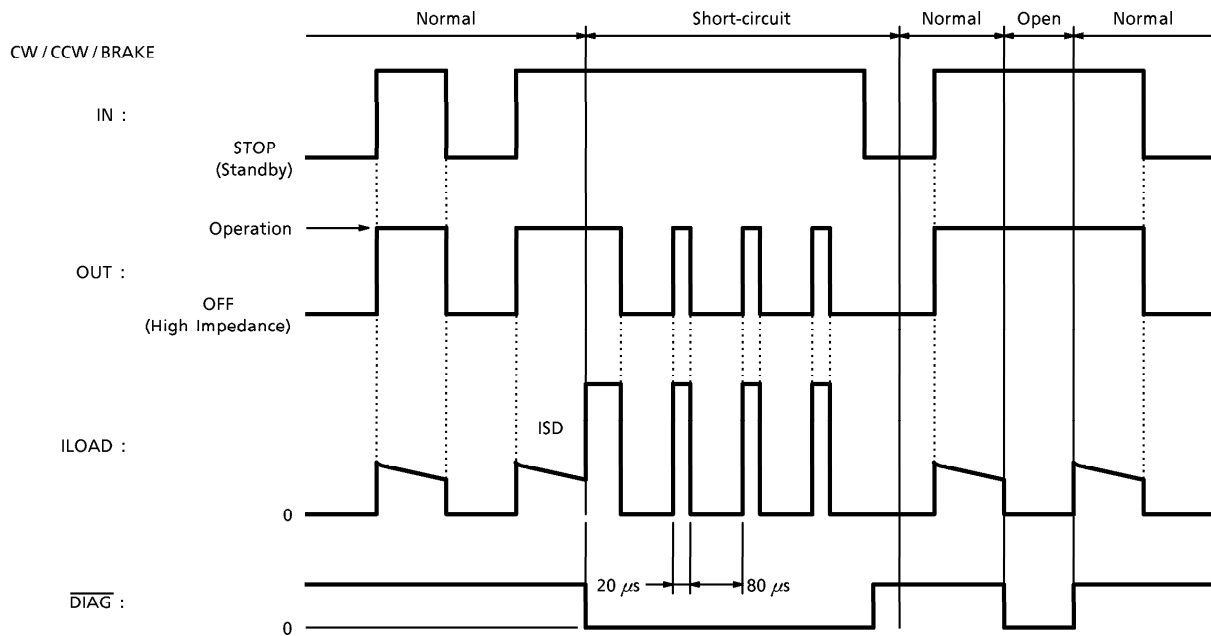 Normal Short-circuit Normal Open Normal
CW / CCW / BRAKE
IN :
STOP
(Standby)
Operation
OUT :
OFF
(High Impedance)
ISD
ILOAD :
0
20 μs 80 μs
DIAG :
0